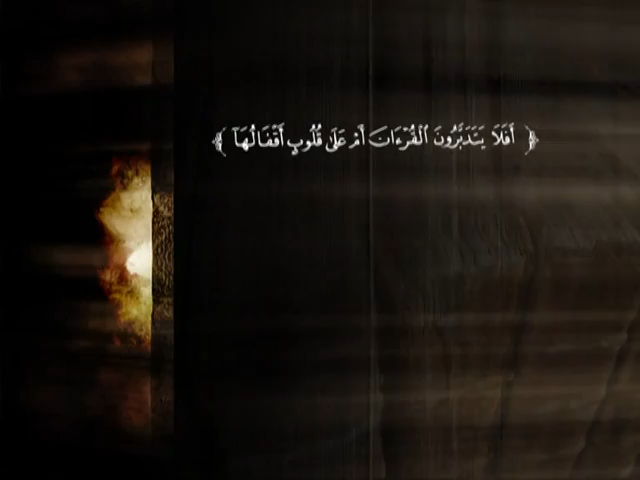 ﴿ أَفَلَا يَتَدَبَّرُونَ الْقُرْءَانَ أَمْ عَلَىٰ قُلُوبٍ أَقْفَالُهَآ ﴾